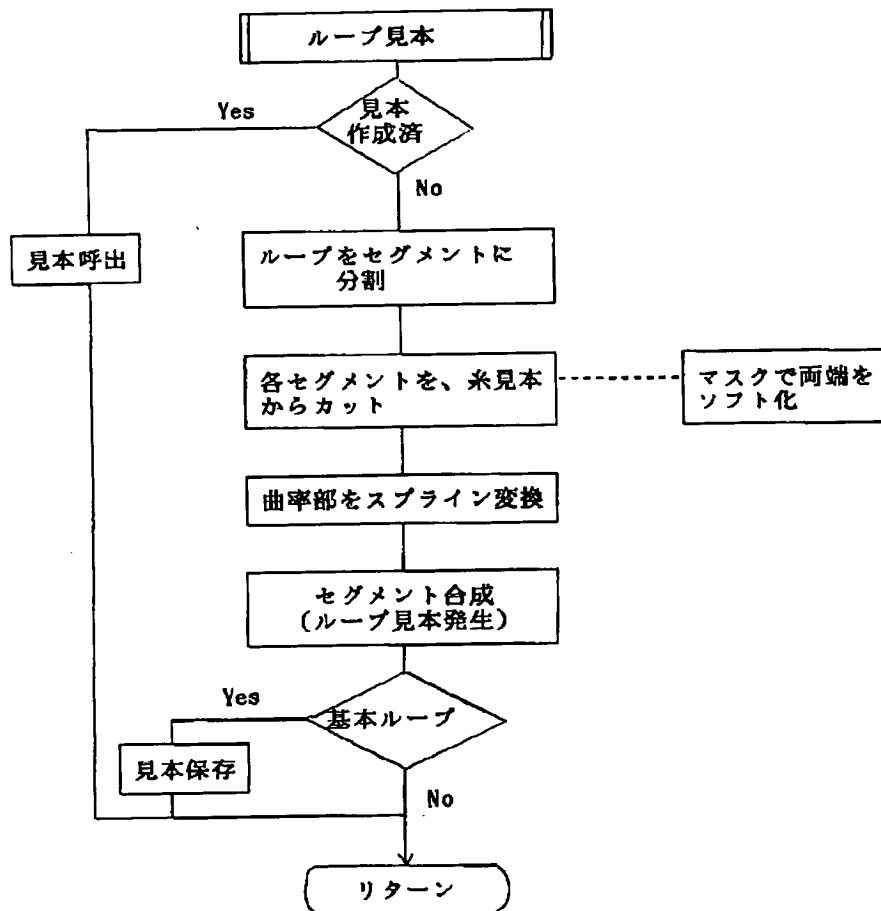 ループ見本
Yes
見本
作成済
No
見本呼出
ループをセグメントに
分割
各セグメントを、糸見本
からカット
マスクで両端を
ソフト化
曲率部をスプライン変換
セグメント合成
(ループ見本発生)
Yes
基本ループ
見本保存
No
リターン